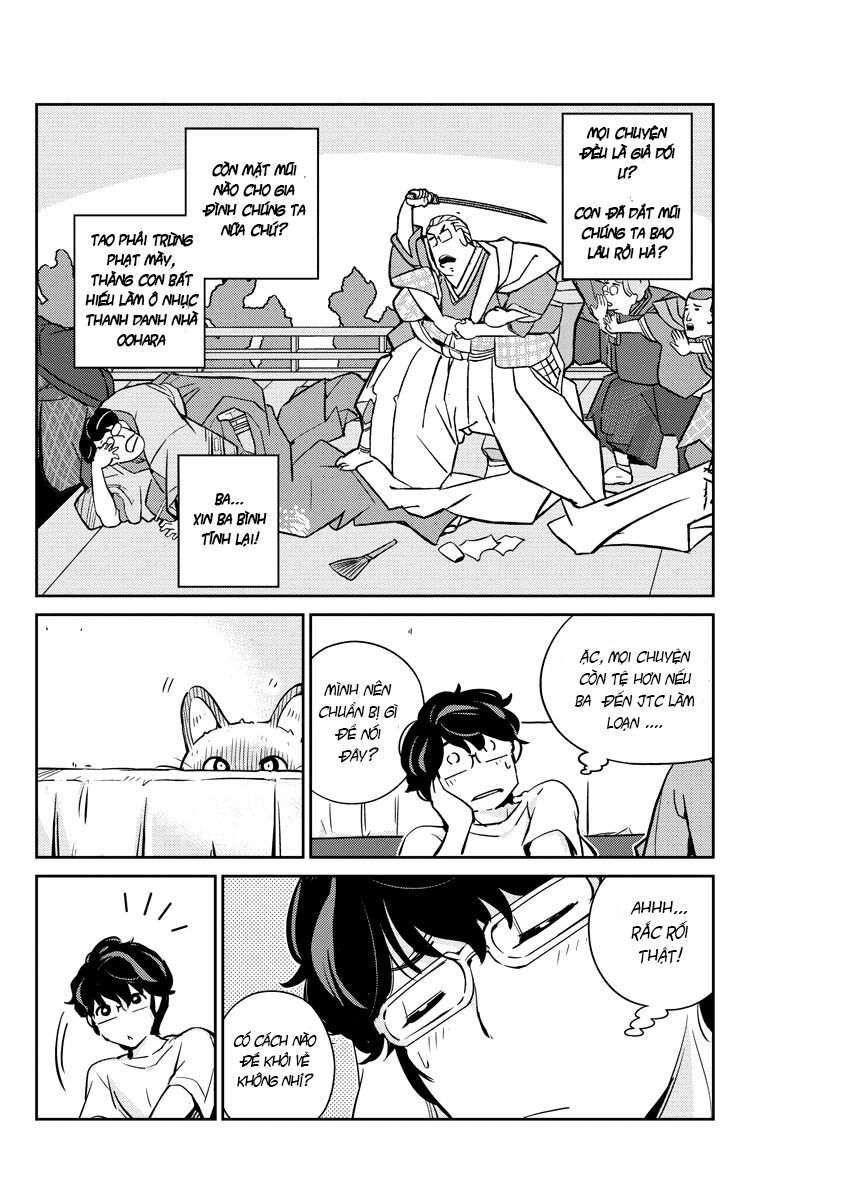 MỌI CHUYỆN
ĐỀU LÀ GIẢ DỐI
Ư?
CON ĐÃ DẮT MŨI
CHÚNG TA BAO
LÂU RỒI HẢ?
CÒN MẶT MŨI
NÀO CHO GIA
ĐÌNH CHÚNG TA
NỮA CHỨ?
TAO PHẢI TRỪNG
PHẠT MÀY,
THẰNG CON BẤT
HIẾU LÀM Ô NHỤC
THANH DANH NHÀ
OOHARA
BA...
XIN BA BÌNH
TĨNH LẠI!
ẶC, MỌI CHUYỆN
CÒN TỆ HƠN NẾU
BA ĐẾN JTC LÀM
LOẠN ....
MÌNH NÊN
CHUẨN BỊ GÌ
ĐỂ NÓI
ĐÂY?
AHHH...
RẮC RỐI
THẬT!
CÓ CÁCH NÀO
ĐỂ KHỎI VỀ
KHÔNG NHỈ?